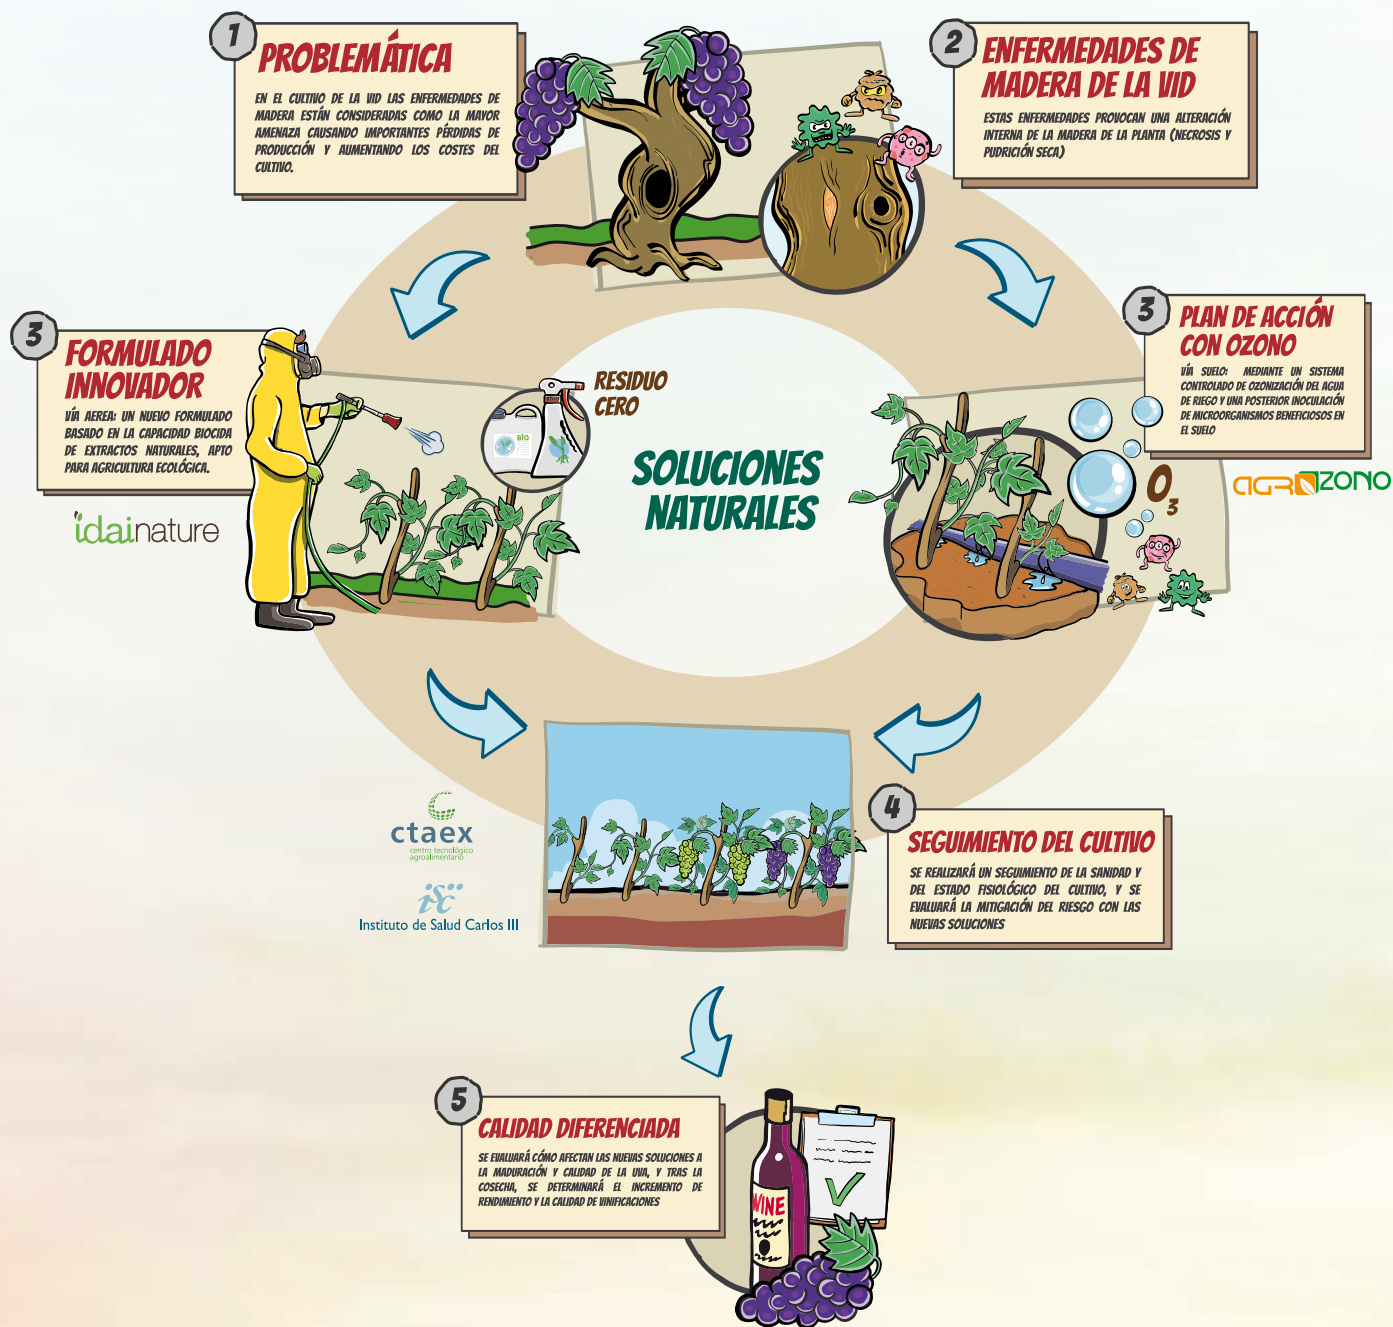 1
PROBLEMÁTICA
EN EL CULTIVO DE LA VID LAS ENFERMEDADES DE
MADERA ESTÁN CONSIDERADAS COMO LA MAYOR
AMENAZA CAUSANDO IMPORTANTES PÉRDIDAS DE
PRODUCCIÓN Y AUMENTANDO LOS COSTES DEL
CULTIVO.
2
ENFERMEDADES DE
MADERA DE LA VID
ESTAS ENFERMEDADES PROVOCAN UNA ALTERACIÓN
INTERNA DE LA MADERA DE LA PLANTA (NECROSIS Y
PUDRICIÓN SECA)
3
FORMULADO
INNOVADOR
VÍA AEREA: UN NUEVO FORMULADO
BASADO EN LA CAPACIDAD BIOCIDA
DE EXTRACTOS NATURALES, APTO
PARA AGRICULTURA ECOLÓGICA.
idainature
BIO
RESIDUO
CERO
SOLUCIONES
NATURALES
3
PLAN DE ACCIÓN
CON OZONO
VÍA SUELO: MEDIANTE UN SISTEMA
CONTROLADO DE OZONIZACIÓN DEL AGUA
DE RIEGO Y UNA POSTERIOR INOCULACIÓN
DE MICROORGANISMOS BENEFICIOSOS EN
EL SUELO
O3
AGROZONO
ctaex
centro tecnológico
agroalimentario
isc
Instituto de Salud Carlos III
4
SEGUIMIENTO DEL CULTIVO
SE REALIZARÁ UN SEGUIMIENTO DE LA SANIDAD Y
DEL ESTADO FISIOLÓGICO DEL CULTIVO, Y SE
EVALUARÁ LA MITIGACIÓN DEL RIESGO CON LAS
NUEVAS SOLUCIONES
5
CALIDAD DIFERENCIADA
SE EVALUARÁ CÓMO AFECTAN LAS NUEVAS SOLUCIONES A
LA MADURACIÓN Y CALIDAD DE LA UVA, Y TRAS LA
COSECHA, SE DETERMINARÁ EL INCREMENTO DE
RENDIMIENTO Y LA CALIDAD DE VINIFICACIONES
WINE